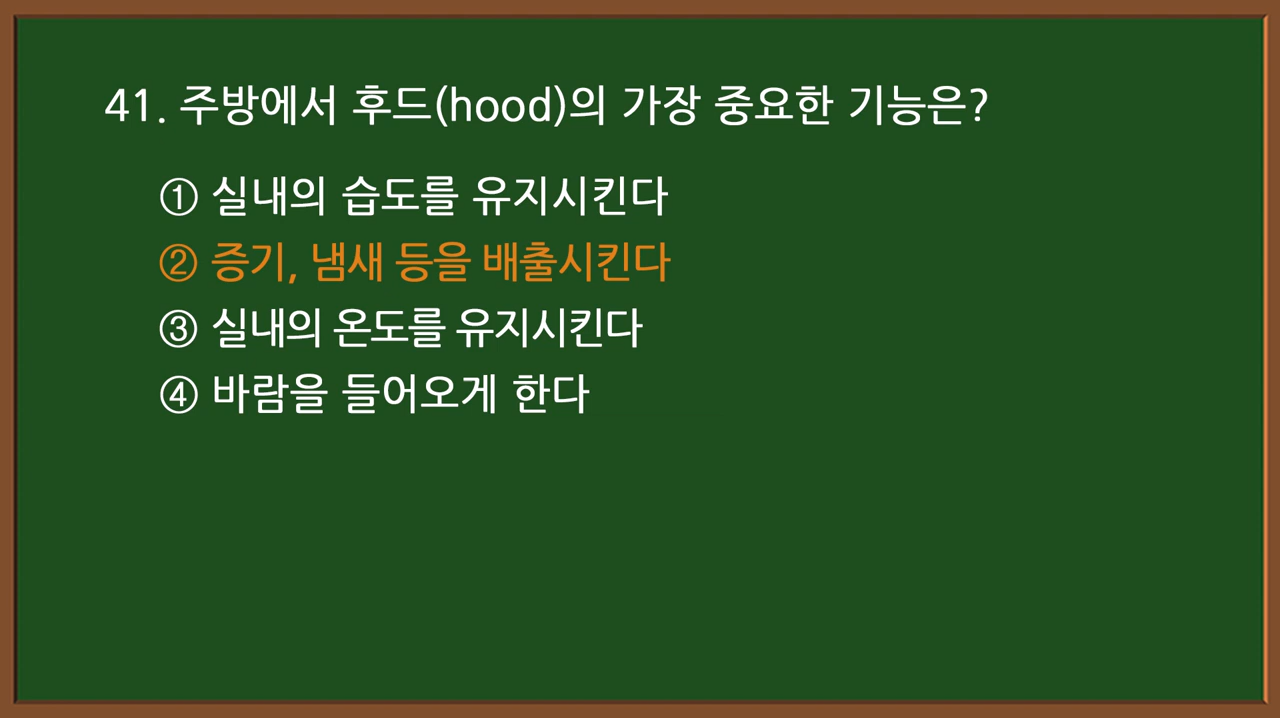 41. 주방에서 후드(hood)의 가장 중요한 기능은?
① 실내의 습도를 유지시킨다
② 증기, 냄새 등을 배출시킨다
③ 실내의 온도를 유지시킨다
④ 바람을 들어오게 한다